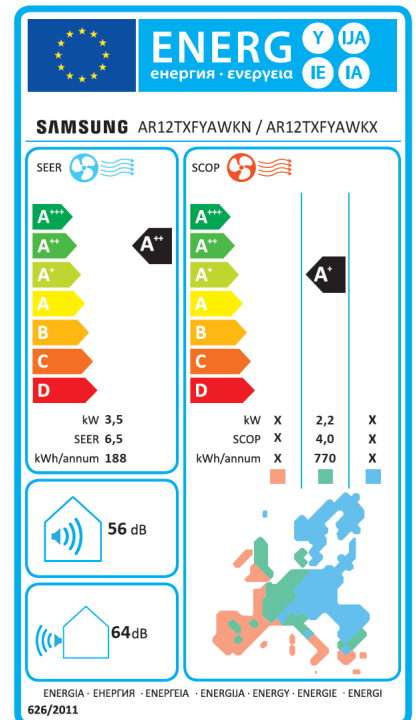 ENERG
енергия · ενεργεια
Y IJA
IE IA
SAMSUNG AR12TXFYAWKN / AR12TXFYAWKX
SEER
A+++
A++
A+
A
B
C
D
A++
kW 3,5
SEER 6,5
kWh/annum 188
SCOP
A+++
A++
A+
A
B
C
D
A+
kW X 2,2 X
SCOP X 4,0 X
kWh/annum X 770 X
56 dB
64dB
ENERGIA · ЕНЕРГИЯ · ΕΝΕΡΓΕΙΑ · ENERGIJA · ENERGY · ENERGIE · ENERGI
626/2011